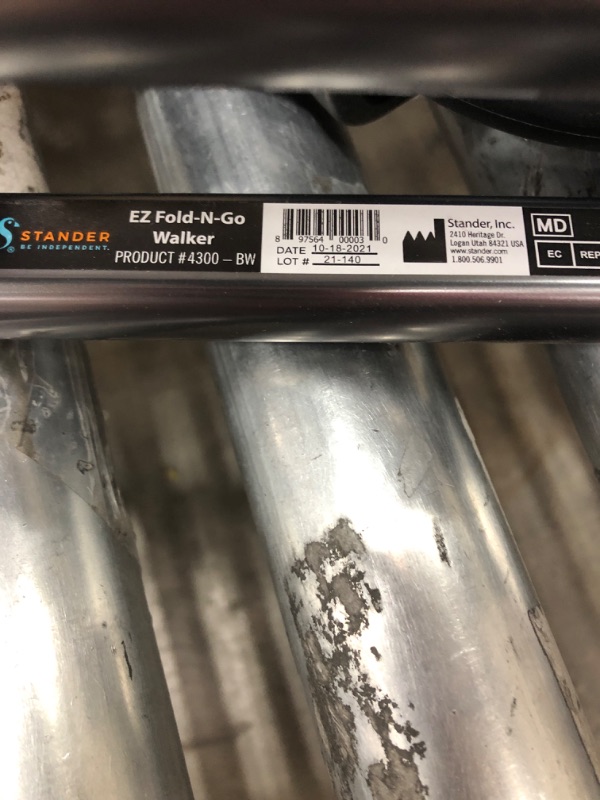 STANDER
BE INDEPENDENT.
EZ Fold-N-Go
Walker
PRODUCT #4300 – BW
8 97564 00003 0
DATE 10-18-2021
LOT # 21-140
Stander, Inc.
2410 Heritage Dr.
Logan Utah 84321 USA
www.stander.com
1.800.506.9901
MD
EC REP